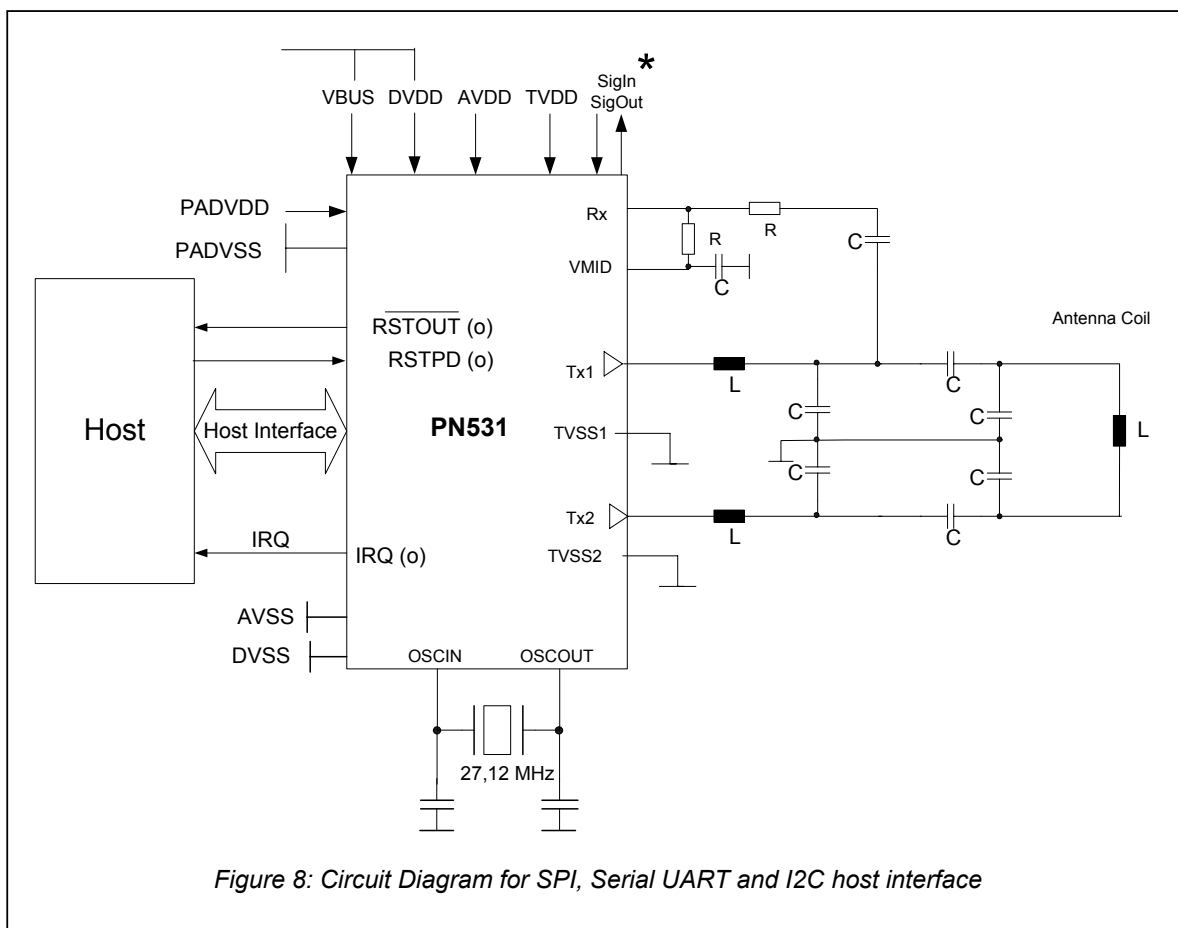 *
SigIn
SigOut
VBUS
DVDD
AVDD
TVDD
PADVDD
PADVSS
Rx
R
R
C
VMID
C
RSTOUT (o)
RSTPD (o)
Antenna Coil
Tx1
L
C
C
C
Host
Host Interface
PN531
TVSS1
L
C
C
Tx2
L
C
IRQ
IRQ (o)
TVSS2
AVSS
DVSS
OSCIN
OSCOUT
27,12 MHz
Figure 8: Circuit Diagram for SPI, Serial UART and I2C host interface